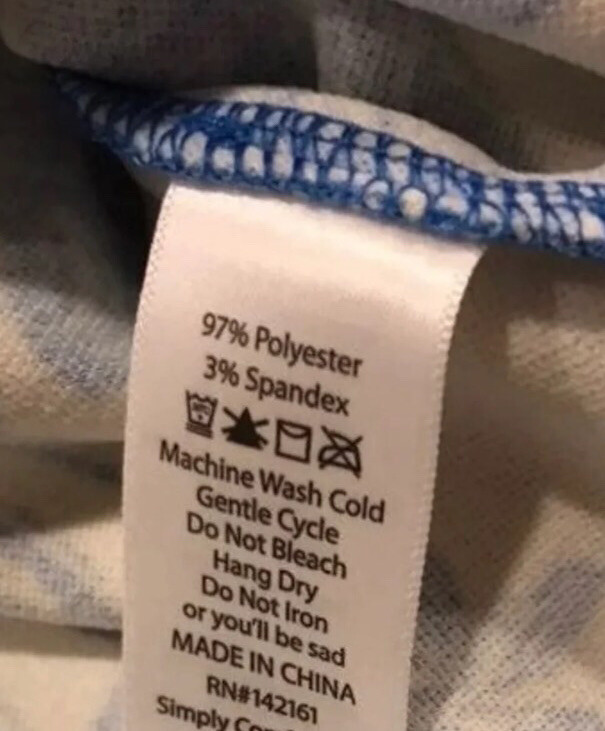 97% Polyester
3% Spandex
Machine Wash Cold
Gentle Cycle
Do Not Bleach
Hang Dry
Do Not Iron
or you'll be sad
MADE IN CHINA
RN#142161
Simply